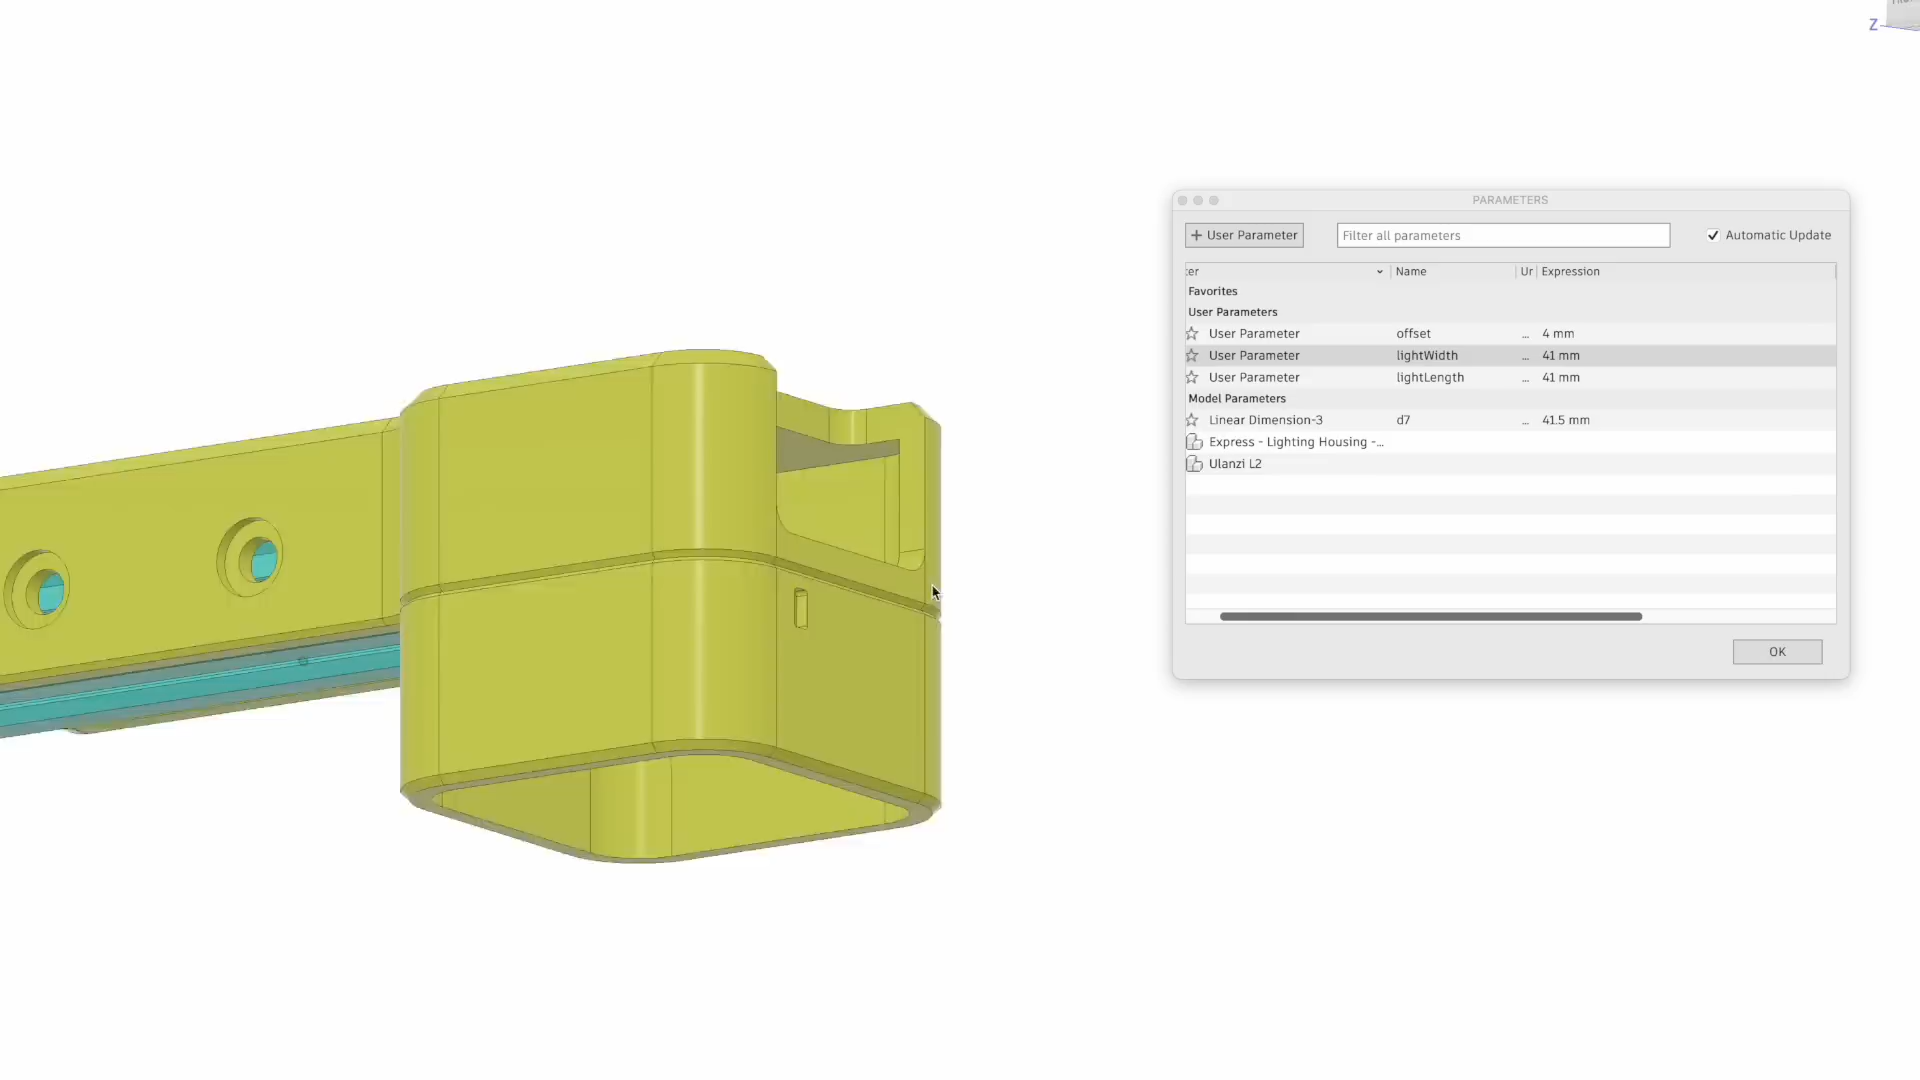 Z
PARAMETERS
+ User Parameter
Filter all parameters
Automatic Update
ter Name Ur Expression
Favorites
User Parameters
User Parameter offset ... 4 mm
User Parameter lightWidth ... 41 mm
User Parameter lightLength ... 41 mm
Model Parameters
Linear Dimension-3 d7 ... 41.5 mm
Express - Lighting Housing -...
Ulanzi L2
OK